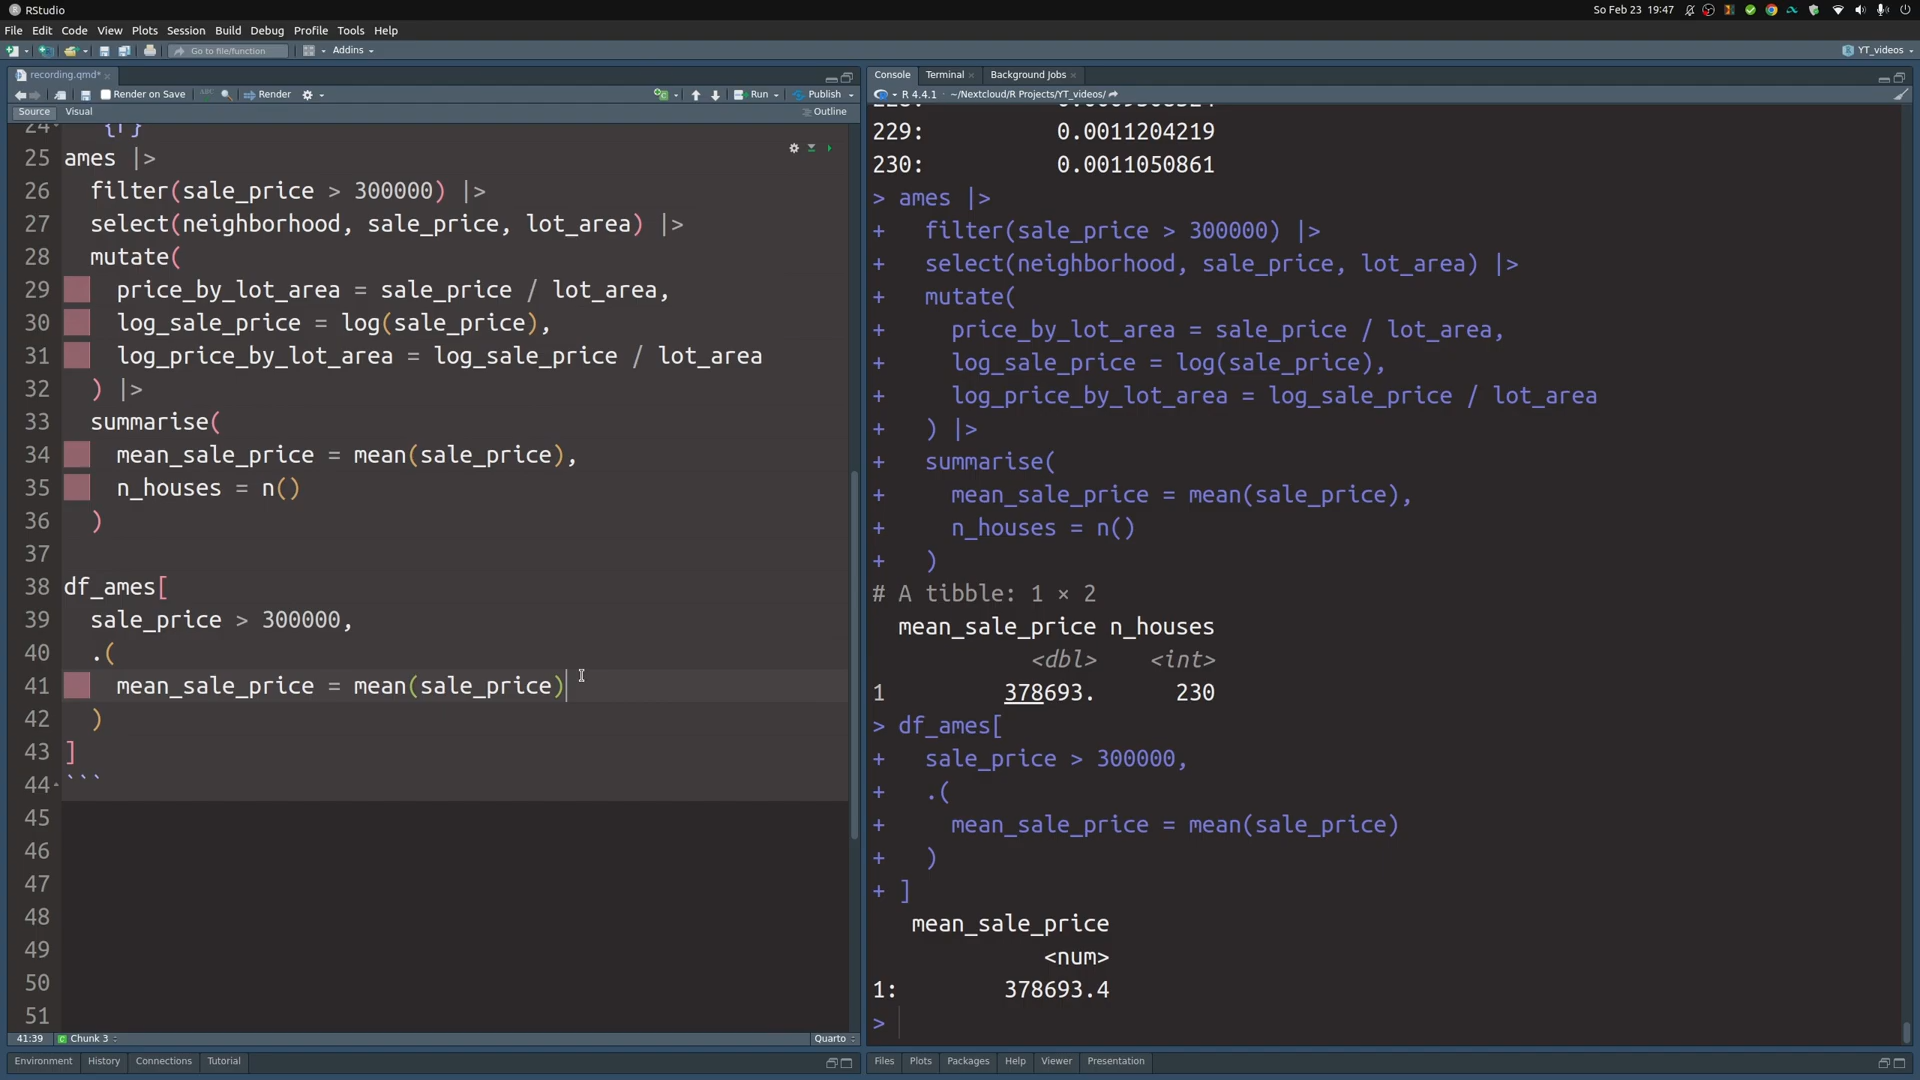 RStudio
So Feb 23 19:47
File Edit Code View Plots Session Build Debug Profile Tools Help
Go to file/function
Addins
YT_videos
recording.qmd*
Render on Save
ABC
Render
Run
Publish
Source
Visual
Outline
24
{r}
25 ames |>
26 filter(sale_price > 300000) |>
27 select(neighborhood, sale_price, lot_area) |>
28 mutate(
29 price_by_lot_area = sale_price / lot_area,
30 log_sale_price = log(sale_price),
31 log_price_by_lot_area = log_sale_price / lot_area
32 ) |>
33 summarise(
34 mean_sale_price = mean(sale_price),
35 n_houses = n()
36 )
37
38 df_ames[
39 sale_price > 300000,
40 .(
41 mean_sale_price = mean(sale_price)
42 )
43 ]
44 ```
45
46
47
48
49
50
51
41:39
Chunk 3
Quarto
Environment History Connections Tutorial
Console Terminal Background Jobs
R 4.4.1 · ~/Nextcloud/R Projects/YT_videos/
229: 0.0011204219
230: 0.0011050861
> ames |>
+ filter(sale_price > 300000) |>
+ select(neighborhood, sale_price, lot_area) |>
+ mutate(
+ price_by_lot_area = sale_price / lot_area,
+ log_sale_price = log(sale_price),
+ log_price_by_lot_area = log_sale_price / lot_area
+ ) |>
+ summarise(
+ mean_sale_price = mean(sale_price),
+ n_houses = n()
+ )
# A tibble: 1 × 2
mean_sale_price n_houses
<dbl> <int>
1 378693. 230
> df_ames[
+ sale_price > 300000,
+ .(
+ mean_sale_price = mean(sale_price)
+ )
+ ]
mean_sale_price
<num>
1: 378693.4
>
Files Plots Packages Help Viewer Presentation